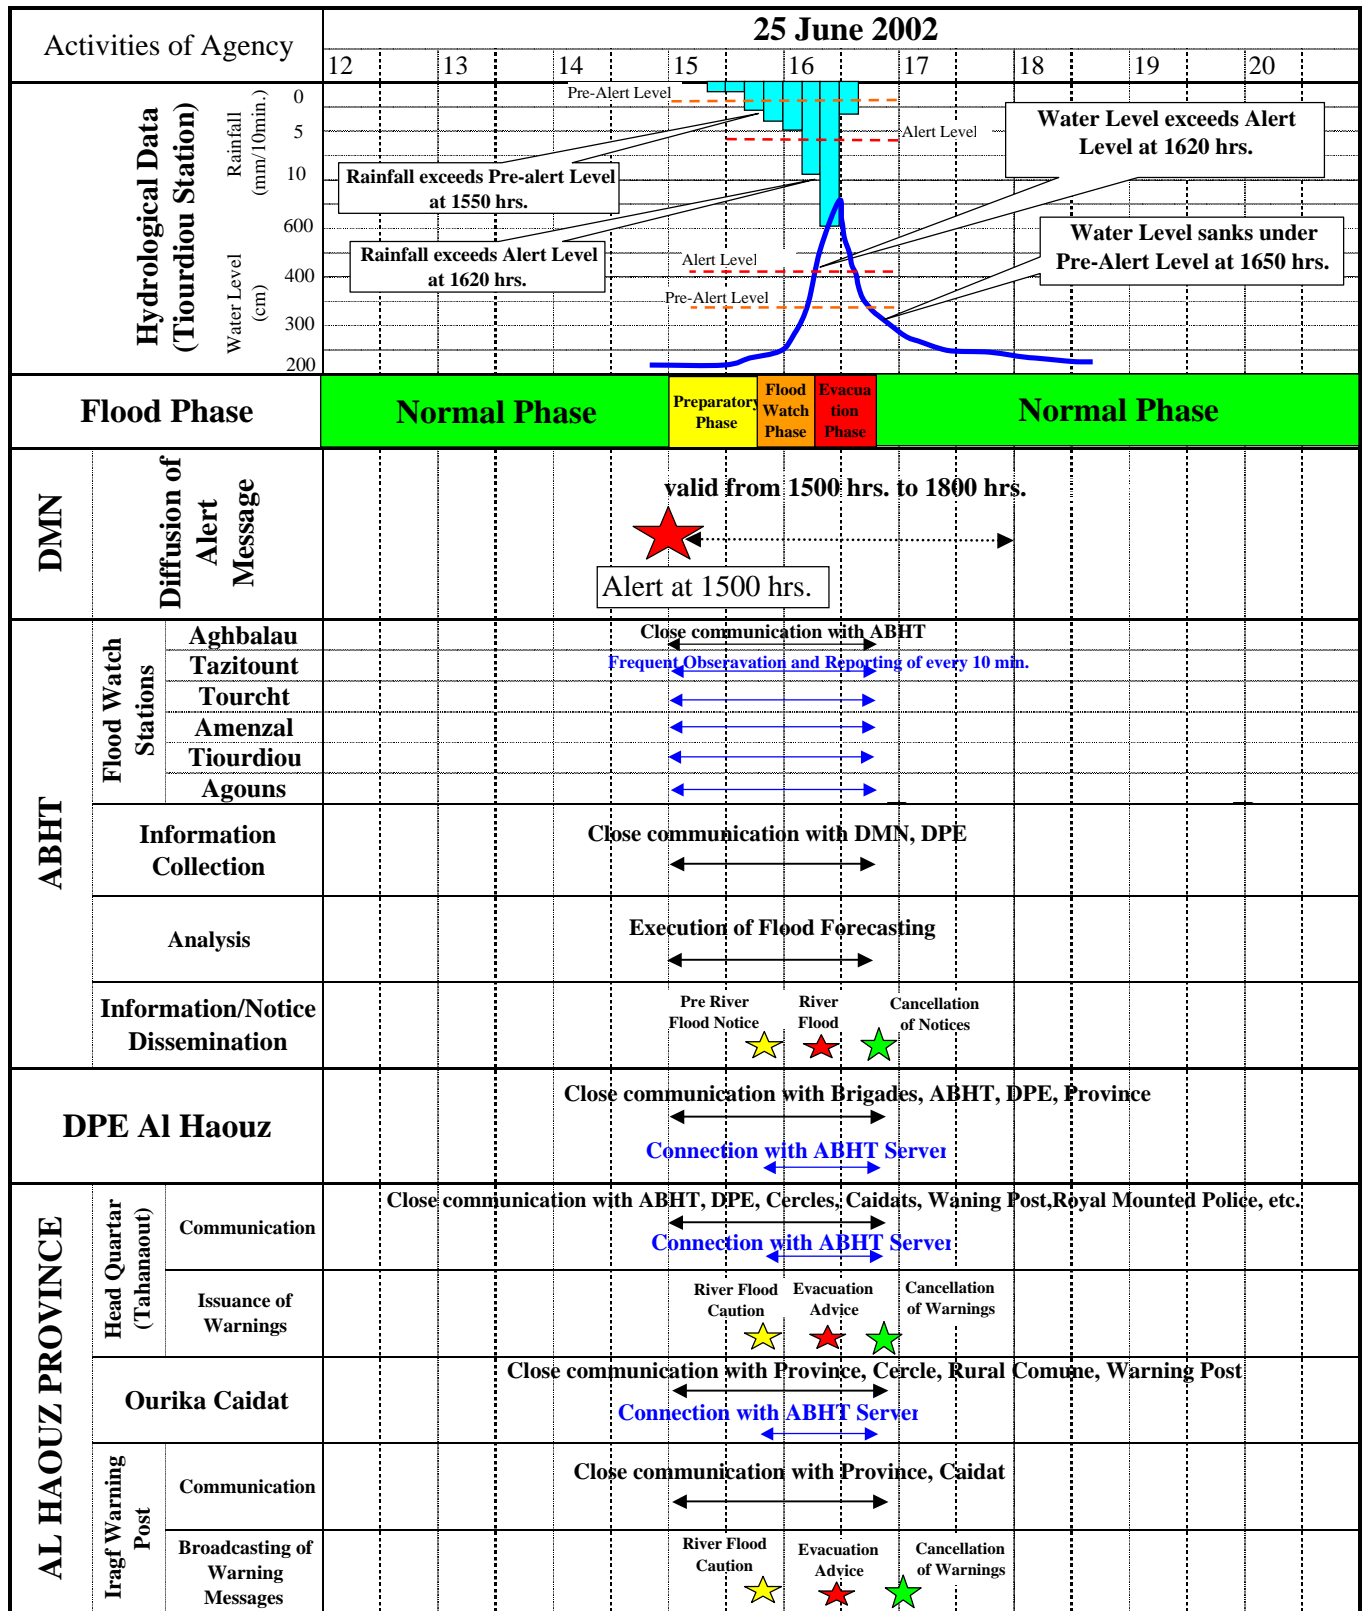 Activities of Agency
25 June 2002
12 13 14 15 16 17 18 19 20
Hydrological Data
(Tiourdiou Station)
Rainfall
(mm/10min.)
0
5
10
Water Level
(cm)
600
400
300
200
Pre-Alert Level
Alert Level
Rainfall exceeds Pre-alert Level
at 1550 hrs.
Rainfall exceeds Alert Level
at 1620 hrs.
Water Level exceeds Alert
Level at 1620 hrs.
Water Level sanks under
Pre-Alert Level at 1650 hrs.
Alert Level
Pre-Alert Level
Flood Phase
Normal Phase
Preparatory
Phase
Flood
Watch
Phase
Evacua
tion
Phase
Normal Phase
DMN
Diffusion of
Alert
Message
valid from 1500 hrs. to 1800 hrs.
Alert at 1500 hrs.
ABHT
Flood Watch
Stations
Aghbalau
Close communication with ABHT
Tazitount
Frequent Obseravation and Reporting of every 10 min.
Tourcht
Amenzal
Tiourdiou
Agouns
Information
Collection
Close communication with DMN, DPE
Analysis
Execution of Flood Forecasting
Information/Notice
Dissemination
Pre River
Flood Notice
River
Flood
Cancellation
of Notices
DPE Al Haouz
Close communication with Brigades, ABHT, DPE, Province
Connection with ABHT Server
AL HAOUZ PROVINCE
Head Quartar
(Tahanaout)
Communication
Close communication with ABHT, DPE, Cercles, Caidats, Waning Post,Royal Mounted Police, etc.
Connection with ABHT Server
Issuance of
Warnings
River Flood
Caution
Evacuation
Advice
Cancellation
of Warnings
Ourika Caidat
Close communication with Province, Cercle, Rural Comune, Warning Post
Connection with ABHT Server
Iragf Warning
Post
Communication
Close communication with Province, Caidat
Broadcasting of
Warning
Messages
River Flood
Caution
Evacuation
Advice
Cancellation
of Warnings